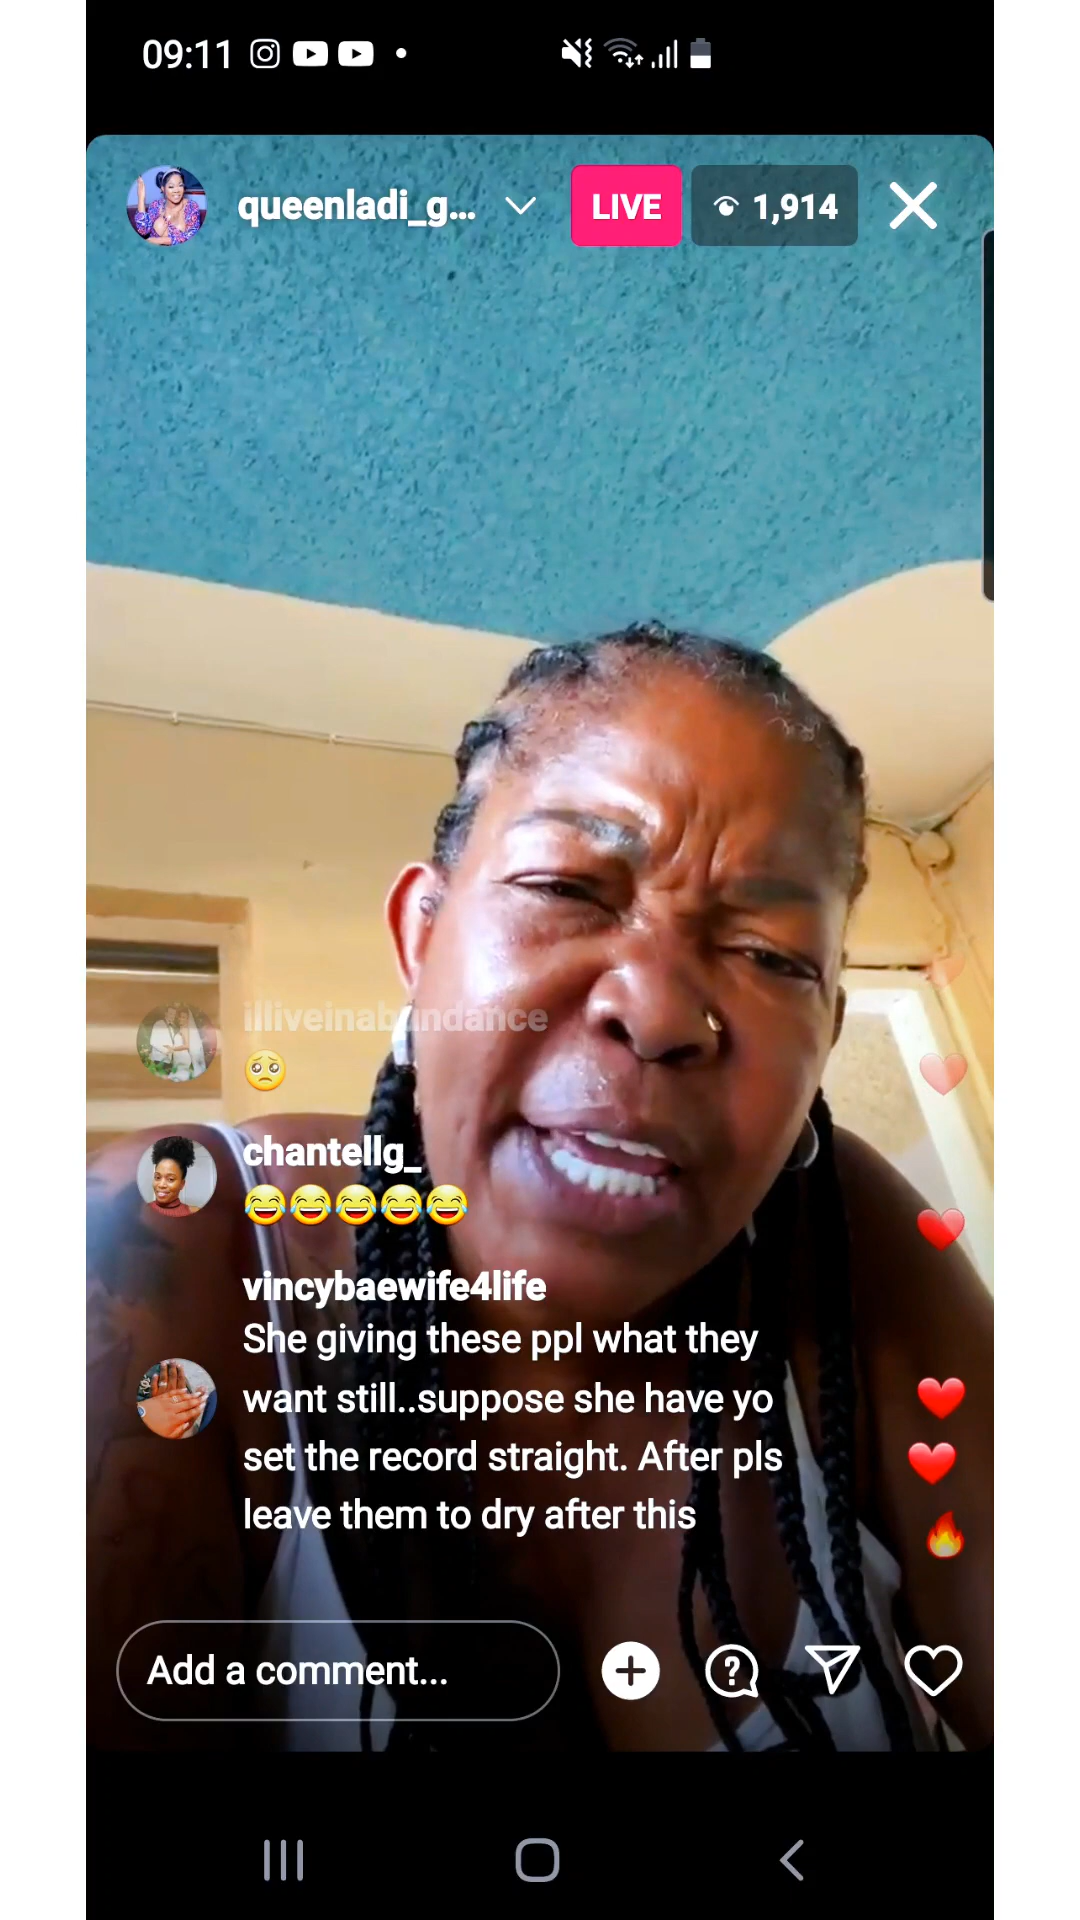 09:11
queenladi_g...
LIVE
1,914
illiveinabundance
🥺
chantellg_
😂😂😂😂😂
vincybaewife4life
She giving these ppl what they
want still..suppose she have yo
set the record straight. After pls
leave them to dry after this
Add a comment...